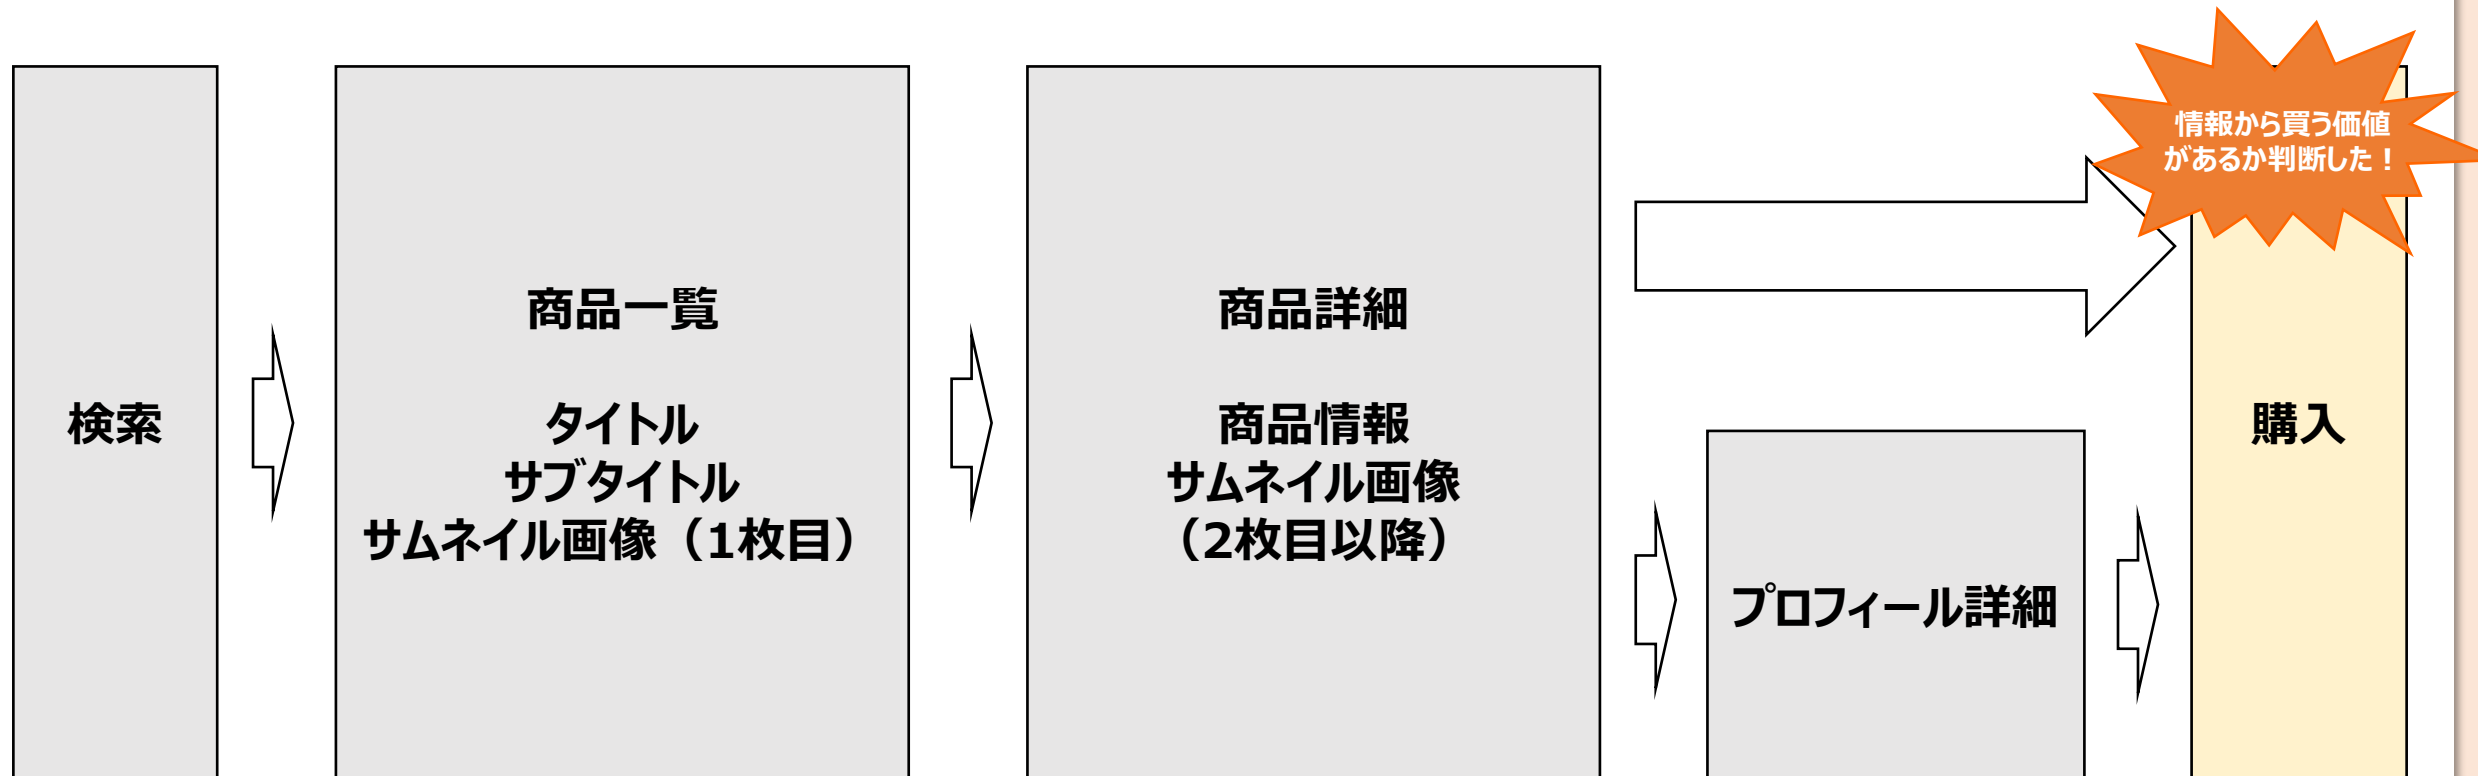 検索
商品一覧
タイトル
サブタイトル
サムネイル画像（1枚目）
商品詳細
商品情報
サムネイル画像
（2枚目以降）
プロフィール詳細
情報から買う価値
があるか判断した！
購入